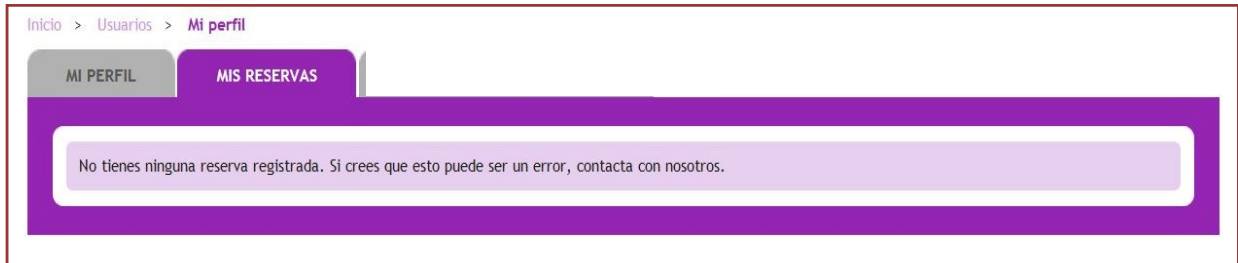 Inicio > Usuarios > Mi perfil
MI PERFIL MIS RESERVAS
No tienes ninguna reserva registrada. Si crees que esto puede ser un error, contacta con nosotros.